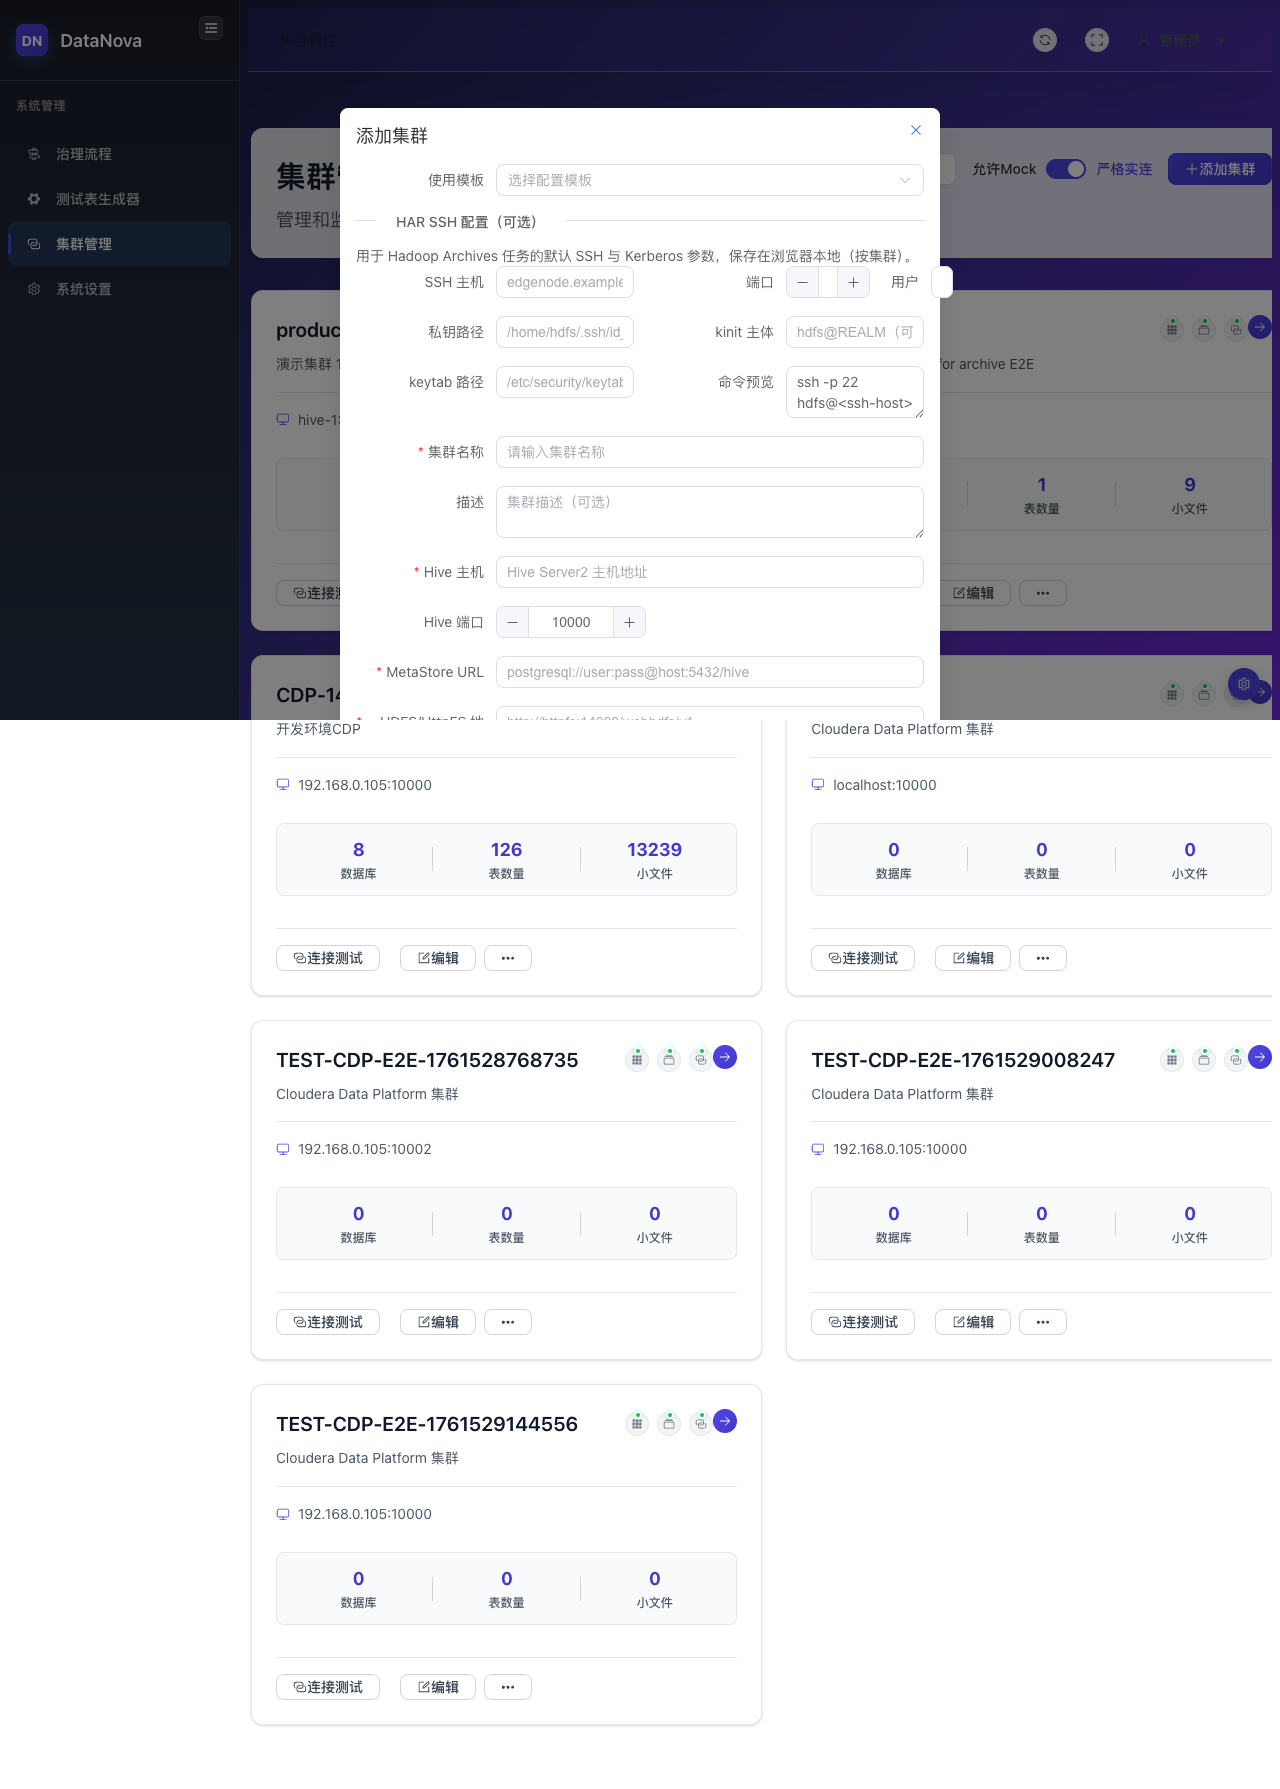 DN DataNova
系统管理
治理流程
测试表生成器
集群管理
系统设置
集群管理
管理员
集群
管理和
允许Mock 严格实连 添加集群
添加集群
使用模板 选择配置模板
HAR SSH 配置（可选）
用于 Hadoop Archives 任务的默认 SSH 与 Kerberos 参数，保存在浏览器本地（按集群）。
SSH 主机 edgenode.example 端口 用户
私钥路径 /home/hdfs/.ssh/id_ kinit 主体 hdfs@REALM（可
keytab 路径 /etc/security/keytab 命令预览 ssh -p 22
hdfs@<ssh-host>
* 集群名称 请输入集群名称
描述 集群描述（可选）
* Hive 主机 Hive Server2 主机地址
Hive 端口 10000
* MetaStore URL postgresql://user:pass@host:5432/hive
produc
演示集群 1
for archive E2E
hive-1
1 9
表数量 小文件
连接测
编辑
CDP-14
开发环境CDP
192.168.0.105:10000
8 126 13239
数据库 表数量 小文件
连接测试 编辑
Cloudera Data Platform 集群
localhost:10000
0 0 0
数据库 表数量 小文件
连接测试 编辑
TEST-CDP-E2E-1761528768735
Cloudera Data Platform 集群
192.168.0.105:10002
0 0 0
数据库 表数量 小文件
连接测试 编辑
TEST-CDP-E2E-1761529008247
Cloudera Data Platform 集群
192.168.0.105:10000
0 0 0
数据库 表数量 小文件
连接测试 编辑
TEST-CDP-E2E-1761529144556
Cloudera Data Platform 集群
192.168.0.105:10000
0 0 0
数据库 表数量 小文件
连接测试 编辑